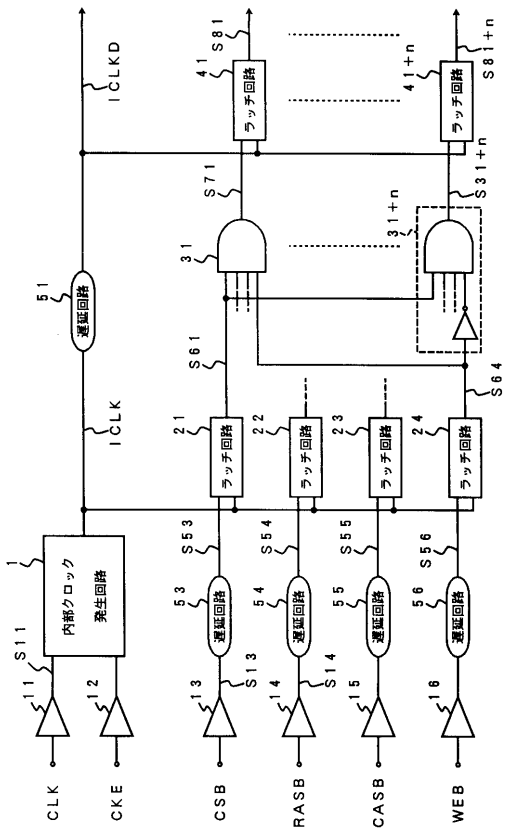 CLK
CKE
CSB
RASB
CASB
WEB
11
12
13
14
15
16
S11
S13
S14
1
内部クロック
発生回路
53
遅延回路
54
遅延回路
55
遅延回路
56
遅延回路
S53
S54
S55
S56
ICLK
21
ラッチ回路
22
ラッチ回路
23
ラッチ回路
24
ラッチ回路
51
遅延回路
S61
S64
31
31+n
S71
S31+n
ICLKD
41
ラッチ回路
41+n
ラッチ回路
S81
S81+n